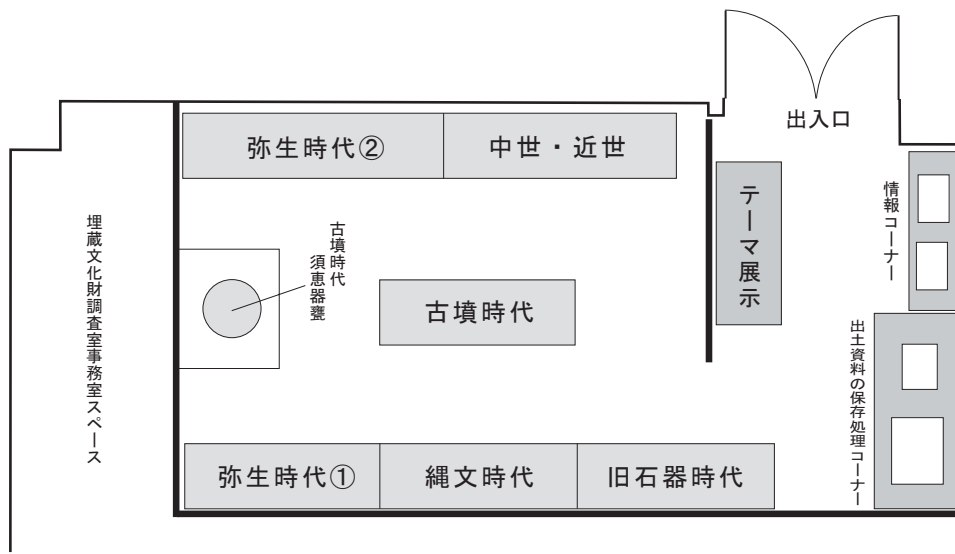 出入口
弥生時代②
中世・近世
テーマ展示
情報コーナー
埋蔵文化財調査室事務室スペース
古墳時代
須恵器甕
古墳時代
出土資料の保存処理コーナー
弥生時代①
縄文時代
旧石器時代